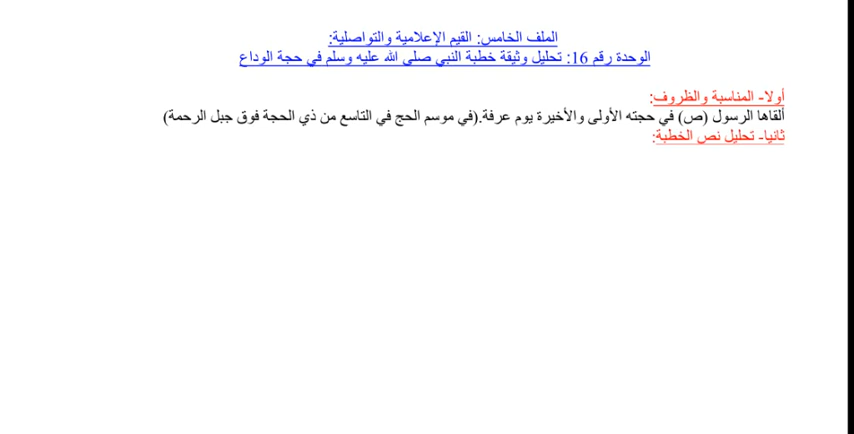 الملف الخامس: القيم الإعلامية والتواصلية:
الوحدة رقم 16: تحليل وثيقة خطبة النبي صلى الله عليه وسلم في حجة الوداع
أولا- المناسبة والظروف:
ألقاها الرسول (ص) في حجته الأولى والأخيرة يوم عرفة.(في موسم الحج في التاسع من ذي الحجة فوق جبل الرحمة)
ثانيا- تحليل نص الخطبة: